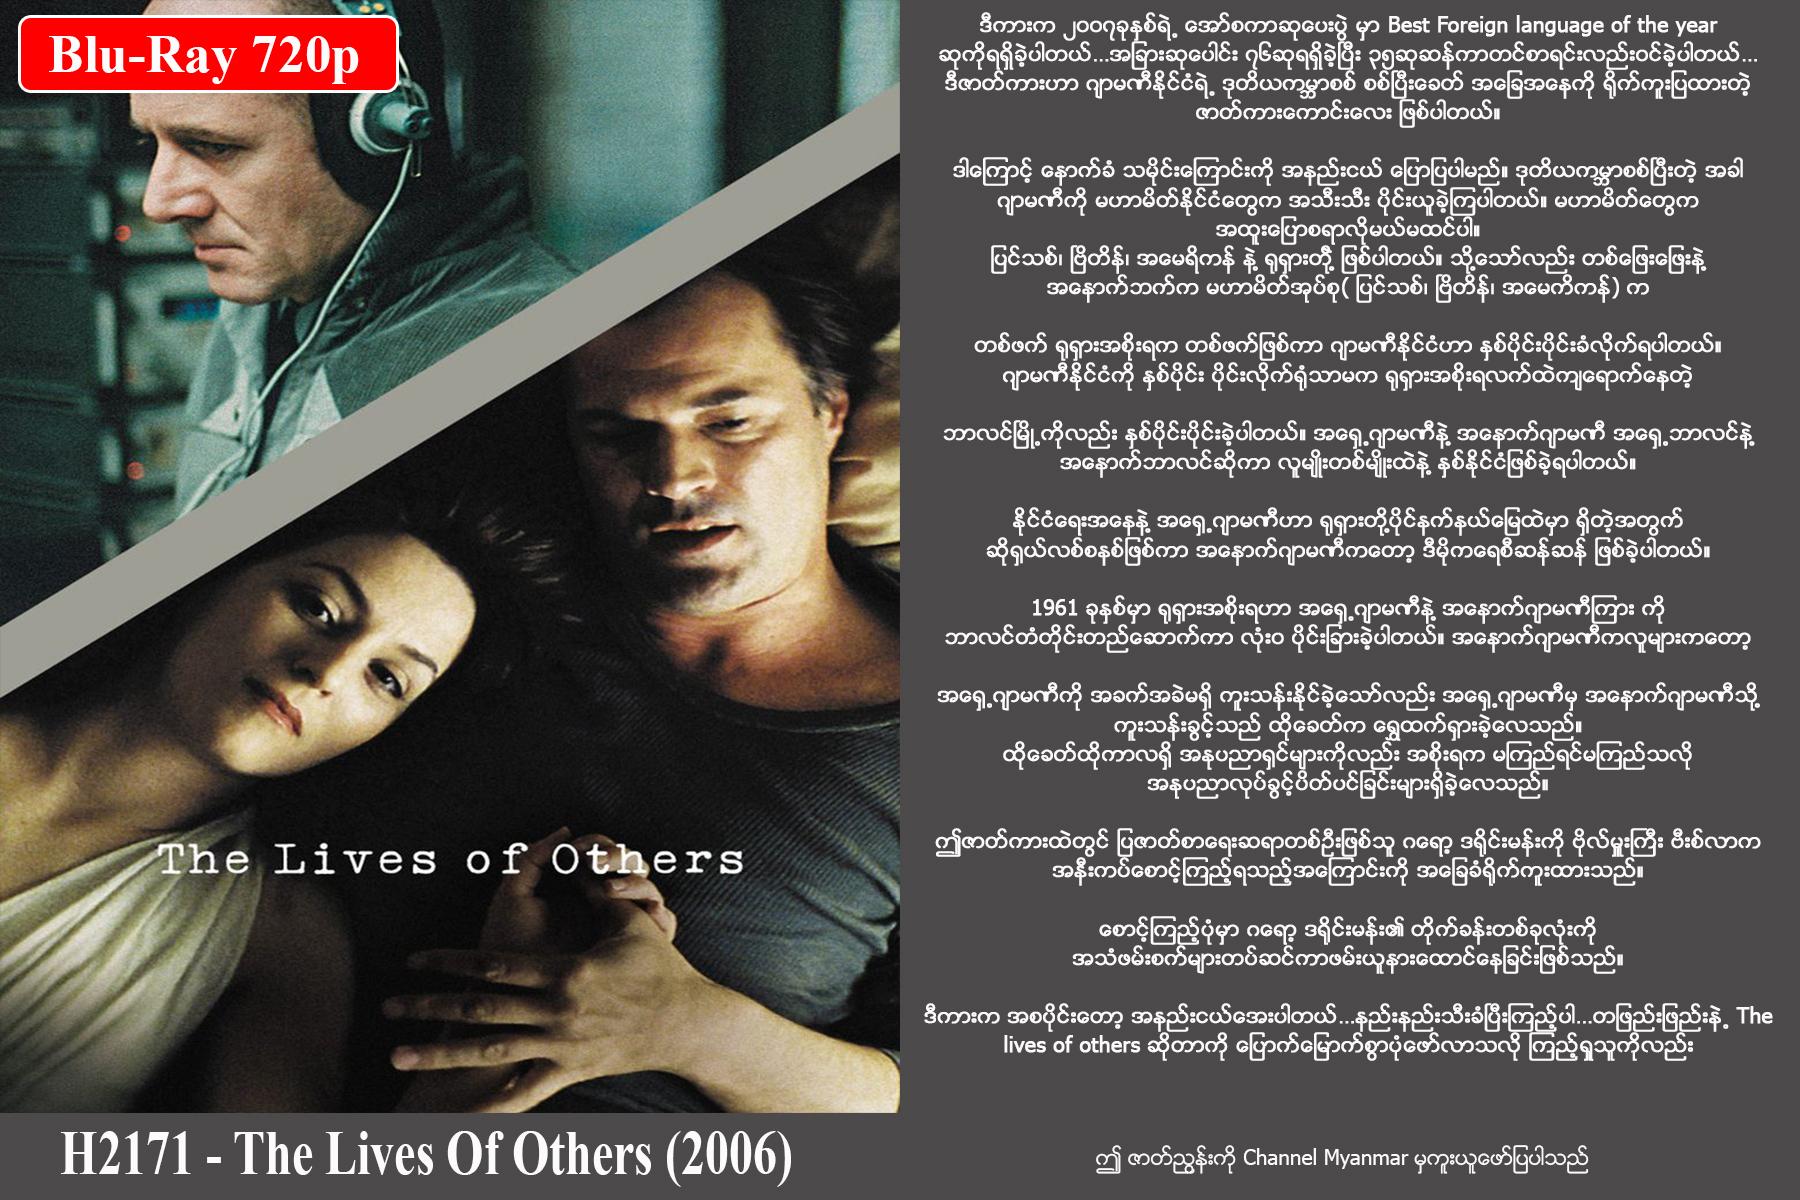 Blu-Ray 720p
The Lives of Others
H2171 - The Lives Of Others (2006)
ဒီကားက ၂၀၀၇ခုနှစ်ရဲ့ အော်စကာဆုပေးပွဲ မှာ Best Foreign language of the year
ဆုကိုရရှိခဲ့ပါတယ်...အခြားဆုပေါင်း ၇၆ဆုရရှိခဲ့ပြီး ၃၅ဆုဆန်ကာတင်စာရင်းလည်းဝင်ခဲ့ပါတယ်...
ဒီဇာတ်ကားဟာ ဂျာမဏီနိုင်ငံရဲ့ ဒုတိယကမ္ဘာစစ် စစ်ပြီးခေတ် အခြေအနေကို ရိုက်ကူးပြထားတဲ့
ဇာတ်ကားကောင်းလေး ဖြစ်ပါတယ်။
ဒါကြောင့် နောက်ခံ သမိုင်းကြောင်းကို အနည်းငယ် ပြောပြပါမည်။ ဒုတိယကမ္ဘာစစ်ပြီးတဲ့ အခါ
ဂျာမဏီကို မဟာမိတ်နိုင်ငံတွေက အသီးသီး ပိုင်းယူခဲ့ကြပါတယ်။ မဟာမိတ်တွေက
အထူးပြောစရာလိုမယ်မထင်ပါ။
ပြင်သစ်၊ ဗြိတိန်၊ အမေရိကန် နဲ့ ရုရှားတို့ ဖြစ်ပါတယ်။ သို့သော်လည်း တစ်ဖြေးဖြေးနဲ့
အနောက်ဘက်က မဟာမိတ်အုပ်စု( ပြင်သစ်၊ ဗြိတိန်၊ အမေကိကန်) က
တစ်ဖက် ရုရှားအစိုးရက တစ်ဖက်ဖြစ်ကာ ဂျာမဏီနိုင်ငံဟာ နှစ်ပိုင်းပိုင်းခံလိုက်ရပါတယ်။
ဂျာမဏီနိုင်ငံကို နှစ်ပိုင်း ပိုင်းလိုက်ရုံသာမက ရုရှားအစိုးရလက်ထဲကျရောက်နေတဲ့
ဘာလင်မြို့ကိုလည်း နှစ်ပိုင်းပိုင်းခဲ့ပါတယ်။ အရှေ့ဂျာမဏီနဲ့ အနောက်ဂျာမဏီ အရှေ့ဘာလင်နဲ့
အနောက်ဘာလင်ဆိုကာ လူမျိုးတစ်မျိုးထဲနဲ့ နှစ်နိုင်ငံဖြစ်ခဲ့ရပါတယ်။
နိုင်ငံရေးအနေနဲ့ အရှေ့ဂျာမဏီဟာ ရုရှားတို့ပိုင်နက်နယ်မြေထဲမှာ ရှိတဲ့အတွက်
ဆိုရှယ်လစ်စနစ်ဖြစ်ကာ အနောက်ဂျာမဏီကတော့ ဒီမိုကရေစီဆန်ဆန် ဖြစ်ခဲ့ပါတယ်။
1961 ခုနှစ်မှာ ရုရှားအစိုးရဟာ အရှေ့ဂျာမဏီနဲ့ အနောက်ဂျာမဏီကြား ကို
ဘာလင်တံတိုင်းတည်ဆောက်ကာ လုံးဝ ပိုင်းခြားခဲ့ပါတယ်။ အနောက်ဂျာမဏီကလူများကတော့
အရှေ့ဂျာမဏီကို အခက်အခဲမရှိ ကူးသန်းနိုင်ခဲ့သော်လည်း အရှေ့ဂျာမဏီမှ အနောက်ဂျာမဏီသို့
ကူးသန်းခွင့်သည် ထိုခေတ်က ရွှေထက်ရှားခဲ့လေသည်။
ထိုခေတ်ထိုကာလရှိ အနုပညာရှင်များကိုလည်း အစိုးရက မကြည်ရင်မကြည်သလို
အနုပညာလုပ်ခွင့်ပိတ်ပင်ခြင်းများရှိခဲ့လေသည်။
ဤဇာတ်ကားထဲတွင် ပြဇာတ်စာရေးဆရာတစ်ဦးဖြစ်သူ ဂရော့ ဒရိုင်းမန်းကို ဗိုလ်မှူးကြီး ဗီးစ်လာက
အနီးကပ်စောင့်ကြည့်ရသည့်အကြောင်းကို အခြေခံရိုက်ကူးထားသည်။
စောင့်ကြည့်ပုံမှာ ဂရော့ ဒရိုင်းမန်း၏ တိုက်ခန်းတစ်ခုလုံးကို
အသံဖမ်းစက်များတပ်ဆင်ကာဖမ်းယူနားထောင်နေခြင်းဖြစ်သည်။
ဒီကားက အစပိုင်းတော့ အနည်းငယ်အေးပါတယ်...နည်းနည်းသီးခံပြီးကြည့်ပါ...တဖြည်းဖြည်းနဲ့ The
lives of others ဆိုတာကို ပြောက်မြောက်စွာပုံဖော်လာသလို ကြည့်ရှုသူကိုလည်း
ဤ ဇာတ်ညွှန်းကို Channel Myanmar မှကူးယူဖော်ပြပါသည်